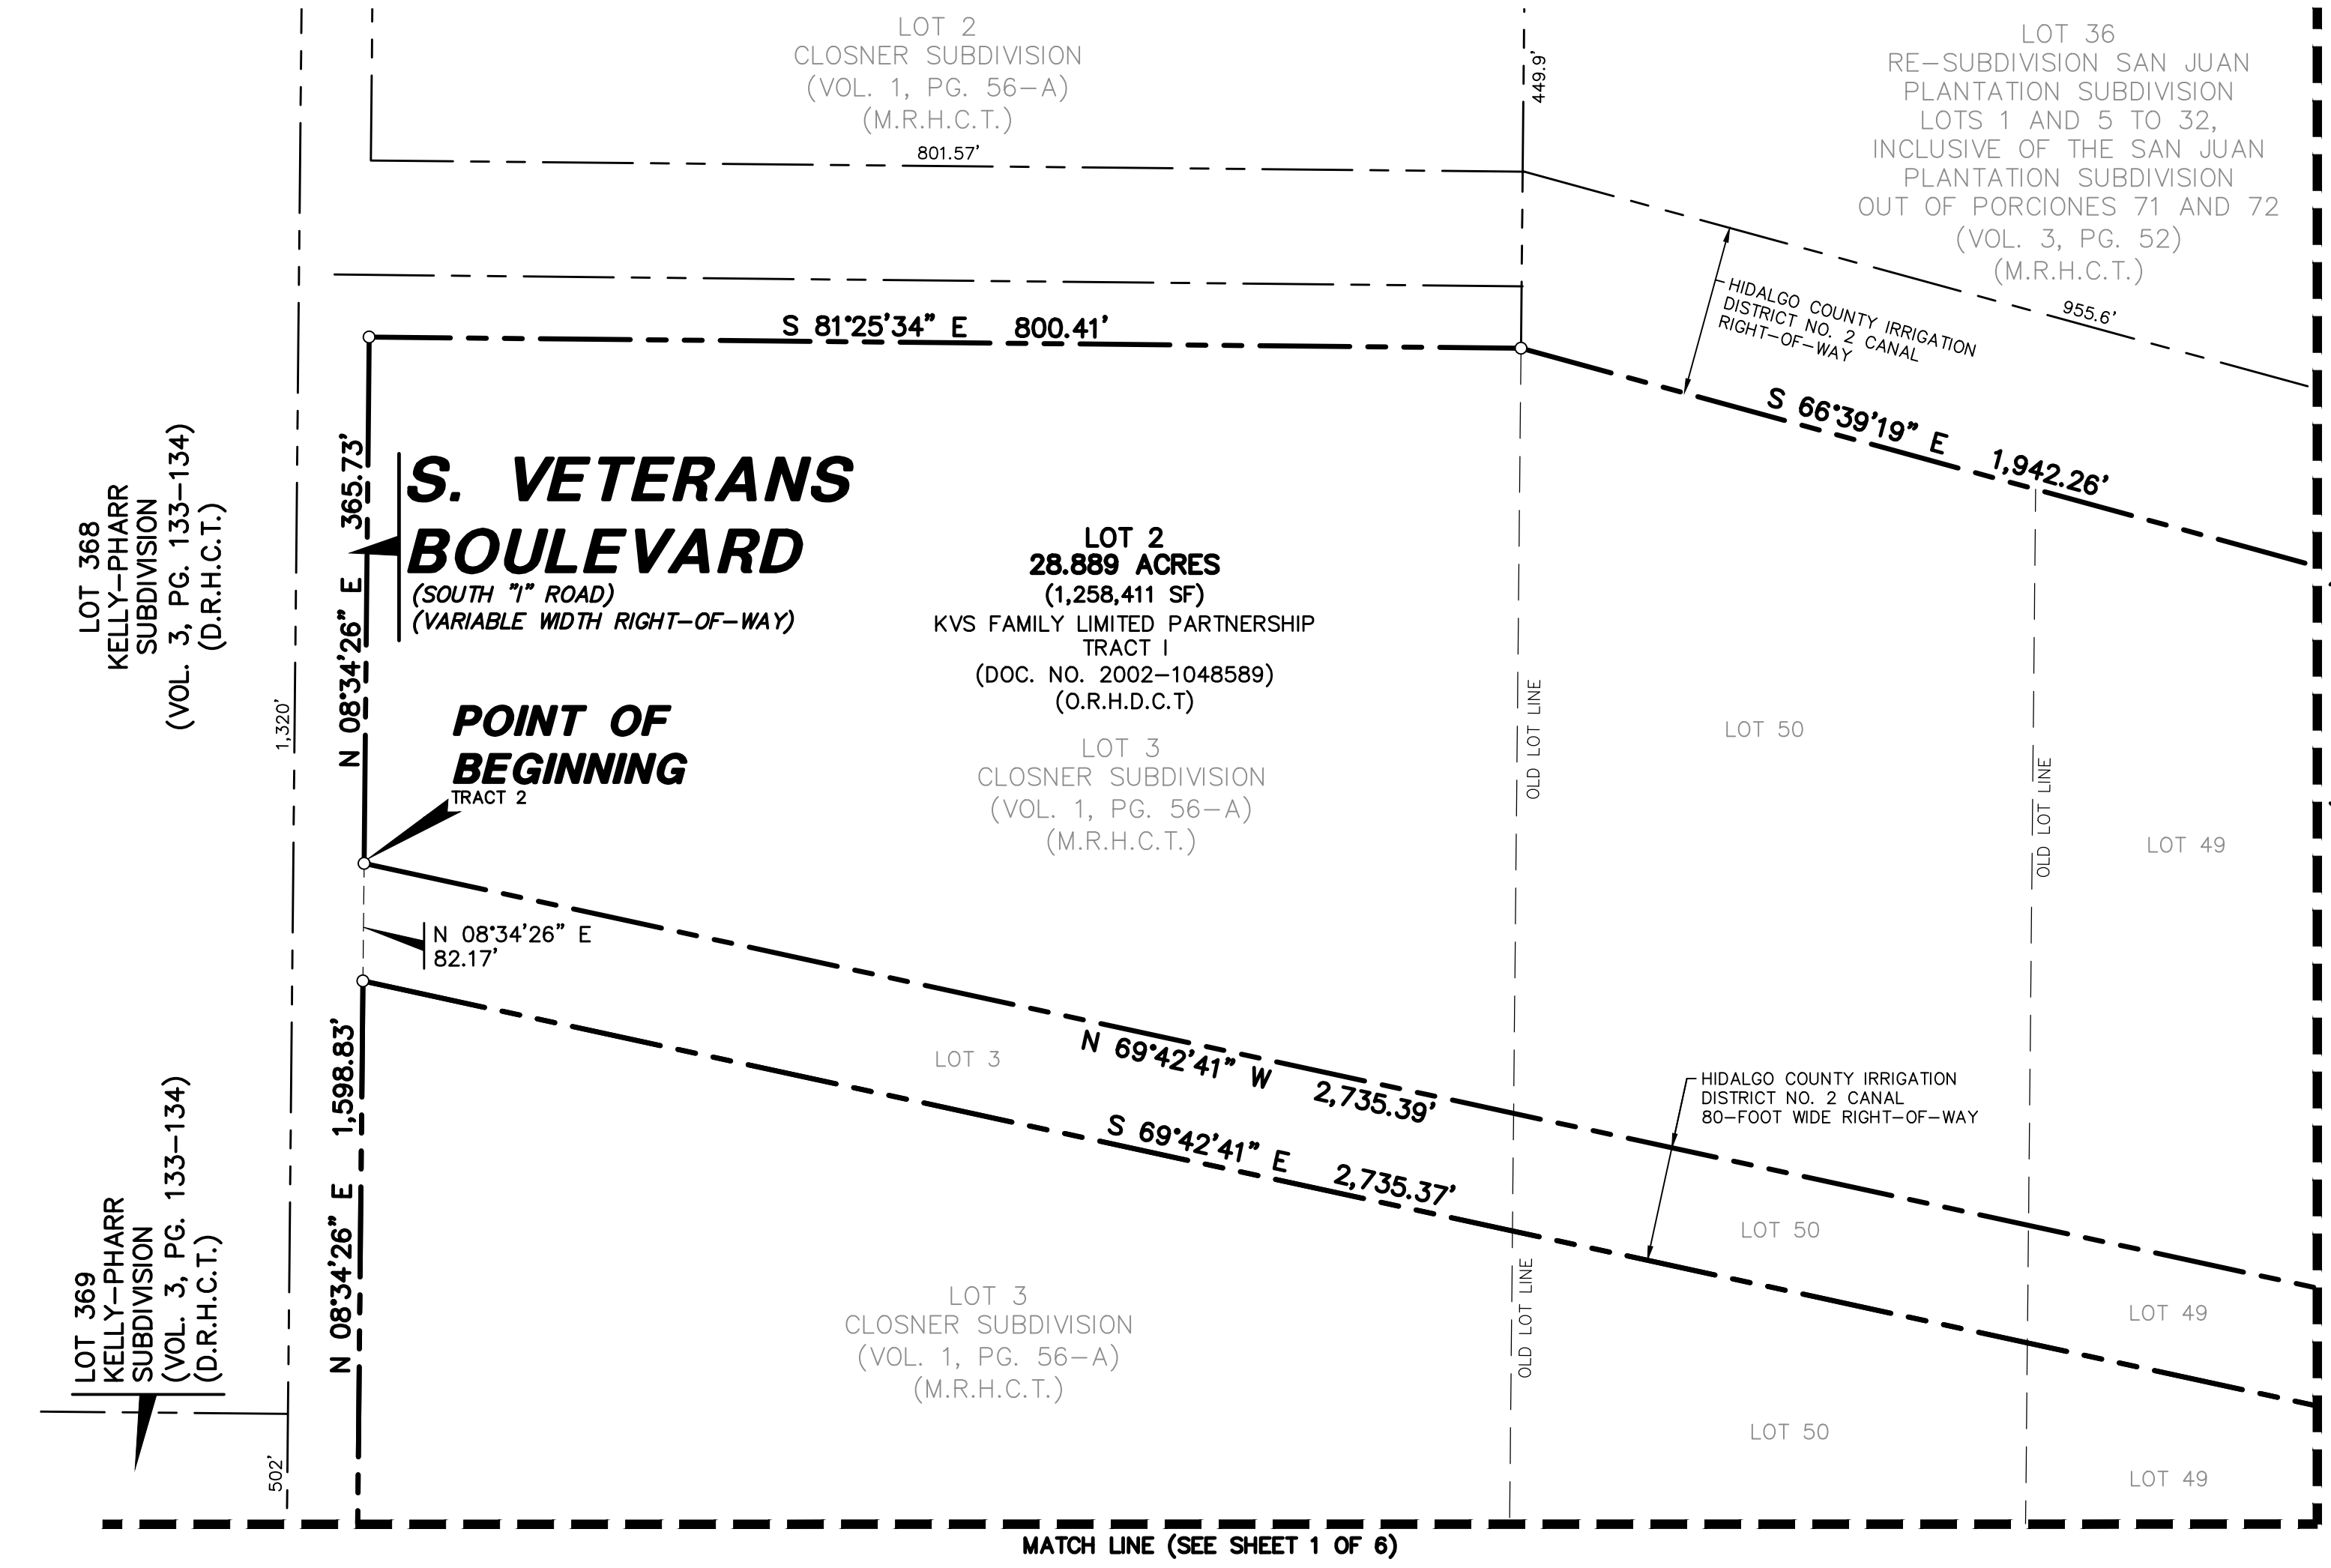 LOT 2
CLOSNER SUBDIVISION
(VOL. 1, PG. 56-A)
(M.R.H.C.T.)
801.57'
449.9'
LOT 36
RE-SUBDIVISION SAN JUAN
PLANTATION SUBDIVISION
LOTS 1 AND 5 TO 32,
INCLUSIVE OF THE SAN JUAN
PLANTATION SUBDIVISION
OUT OF PORCIONES 71 AND 72
(VOL. 3, PG. 52)
(M.R.H.C.T.)
HIDALGO COUNTY IRRIGATION
DISTRICT NO. 2 CANAL
RIGHT-OF-WAY
955.6'
S 81°25'34" E 800.41'
S 66°39'19" E 1,942.26'
LOT 368
KELLY-PHARR
SUBDIVISION
(VOL. 3, PG. 133-134)
(D.R.H.C.T.)
1,320'
N 08°34'26" E 365.73'
S. VETERANS
BOULEVARD
(SOUTH "I" ROAD)
(VARIABLE WIDTH RIGHT-OF-WAY)
LOT 2
28.889 ACRES
(1,258,411 SF)
KVS FAMILY LIMITED PARTNERSHIP
TRACT I
(DOC. NO. 2002-1048589)
(O.R.H.D.C.T)
POINT OF
BEGINNING
TRACT 2
LOT 3
CLOSNER SUBDIVISION
(VOL. 1, PG. 56-A)
(M.R.H.C.T.)
OLD LOT LINE
LOT 50
OLD LOT LINE
LOT 49
N 08°34'26" E
82.17'
LOT 3
N 69°42'41" W 2,735.39'
S 69°42'41" E 2,735.37'
HIDALGO COUNTY IRRIGATION
DISTRICT NO. 2 CANAL
80-FOOT WIDE RIGHT-OF-WAY
LOT 50
LOT 49
N 08°34'26" E 1,598.83'
LOT 369
KELLY-PHARR
SUBDIVISION
(VOL. 3, PG. 133-134)
(D.R.H.C.T.)
502'
LOT 3
CLOSNER SUBDIVISION
(VOL. 1, PG. 56-A)
(M.R.H.C.T.)
OLD LOT LINE
LOT 50
LOT 49
MATCH LINE (SEE SHEET 1 OF 6)